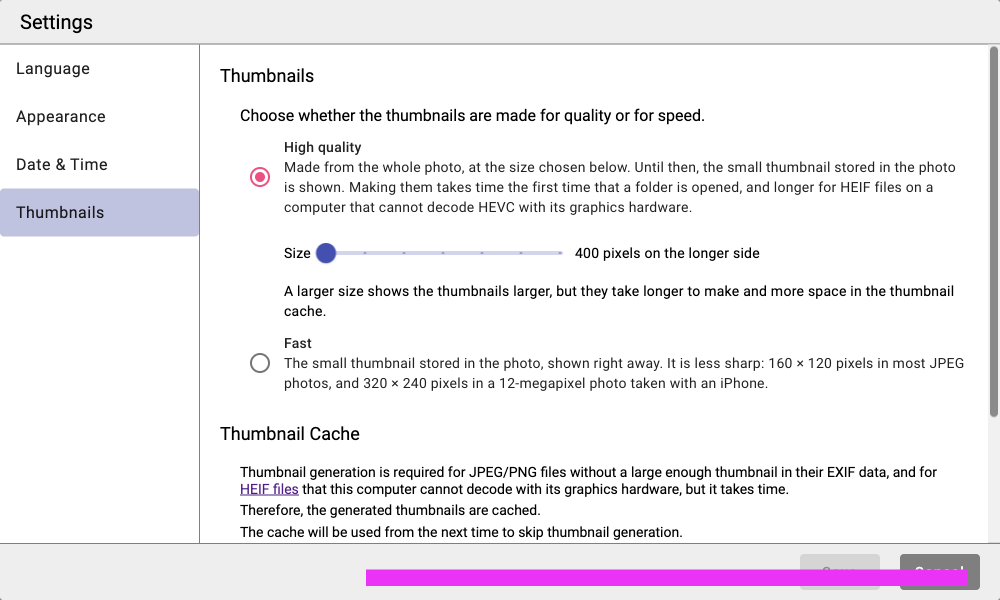 Settings
Language
Appearance
Date & Time
Thumbnails
Thumbnails
Choose whether the thumbnails are made for quality or for speed.
High quality
Made from the whole photo, at the size chosen below. Until then, the small thumbnail stored in the photo
is shown. Making them takes time the first time that a folder is opened, and longer for HEIF files on a
computer that cannot decode HEVC with its graphics hardware.
Size
400 pixels on the longer side
A larger size shows the thumbnails larger, but they take longer to make and more space in the thumbnail
cache.
Fast
The small thumbnail stored in the photo, shown right away. It is less sharp: 160 × 120 pixels in most JPEG
photos, and 320 × 240 pixels in a 12-megapixel photo taken with an iPhone.
Thumbnail Cache
Thumbnail generation is required for JPEG/PNG files without a large enough thumbnail in their EXIF data, and for
HEIF files that this computer cannot decode with its graphics hardware, but it takes time.
Therefore, the generated thumbnails are cached.
The cache will be used from the next time to skip thumbnail generation.